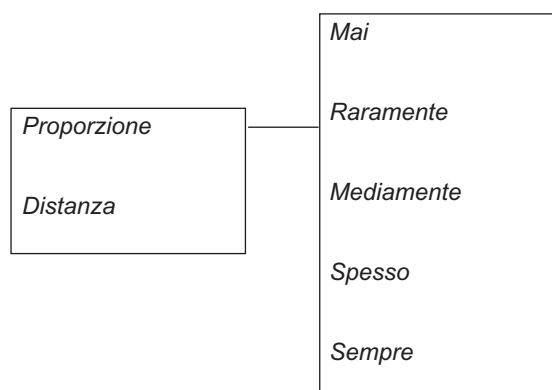 Proporzione
Distanza
Mai
Raramente
Mediamente
Spesso
Sempre